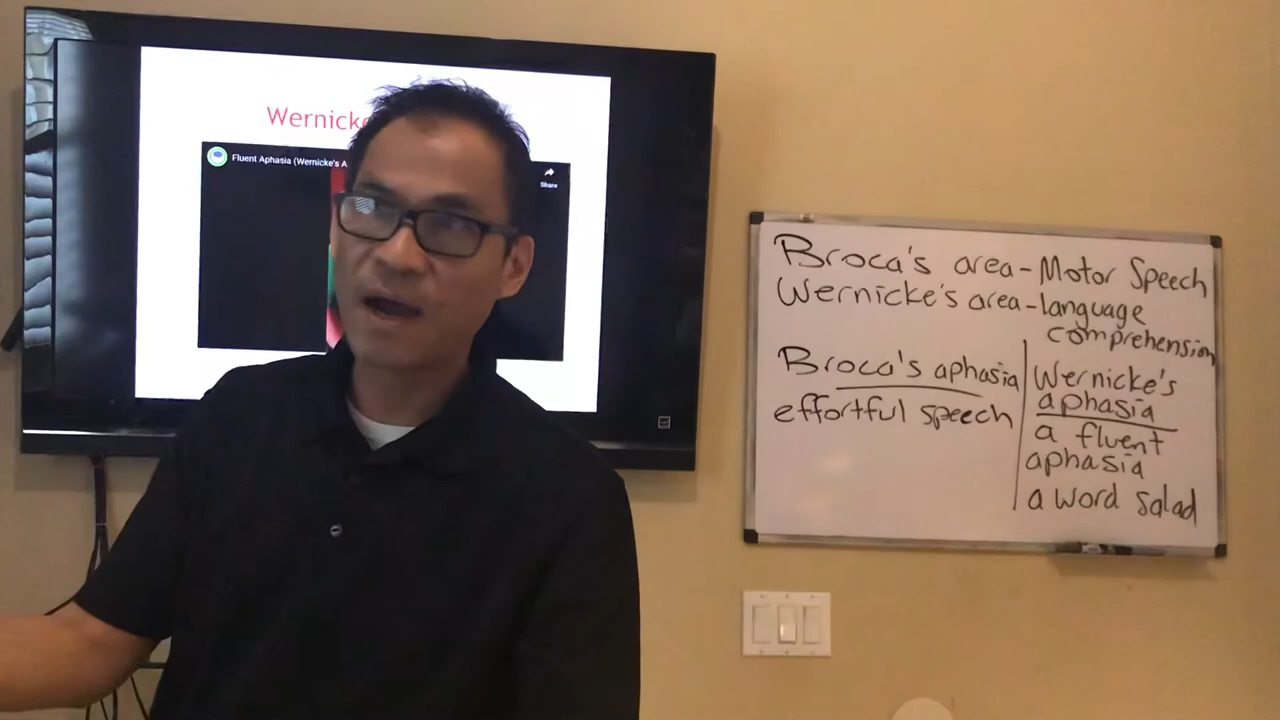 Wernicke
Fluent Aphasia (Wernicke's A
Share
Broca's area - Motor Speech
Wernicke's area - language
comprehension
Broca's aphasia
effortful speech
Wernicke's
aphasia
a fluent
aphasia
a word salad